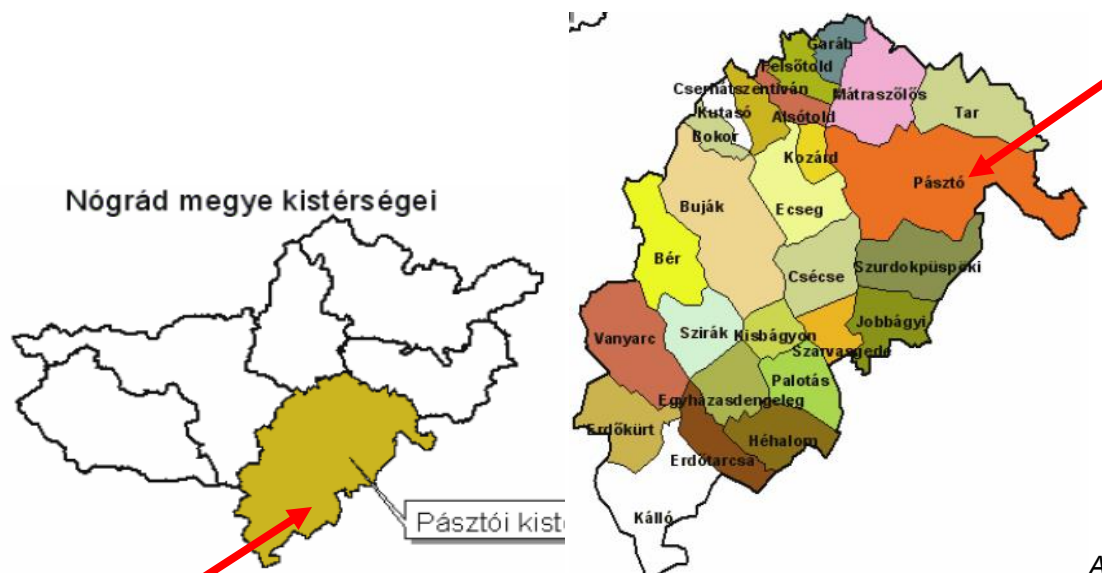 Nógrád megye kistérségei
Pásztói kist
Garáb
Felsőtold
Cserhátszentiván
Mátraszőlős
Kutasó
Alsótold
Tar
Bokor
Kozárd
Pásztó
Buják
Ecseg
Bér
Csécse
Szurdokpüspöki
Vanyarc
Szirák
Kisbágyon
Jobbágyi
Szarvasgede
Palotás
Egyházasdengeleg
Erdőkürt
Héhalom
Erdőtarcsa
Kálló
A